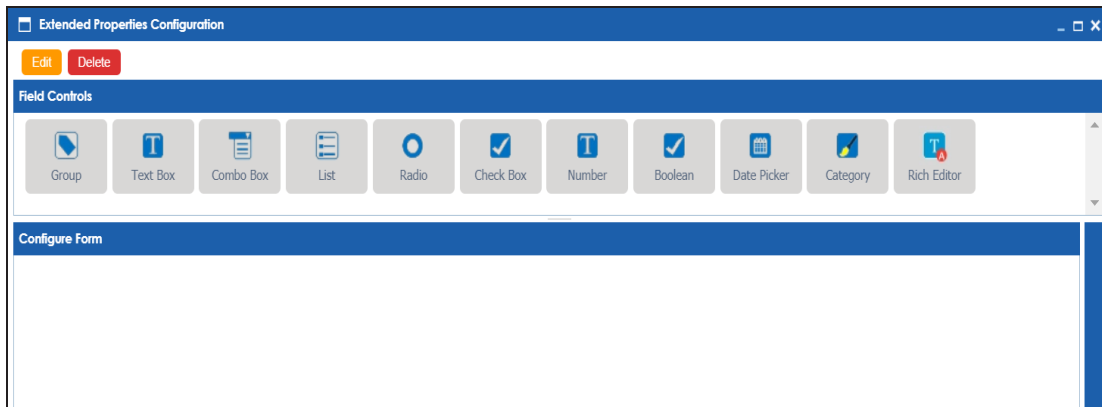 Extended Properties Configuration
Edit Delete
Field Controls
Group Text Box Combo Box List Radio Check Box Number Boolean Date Picker Category Rich Editor
Configure Form